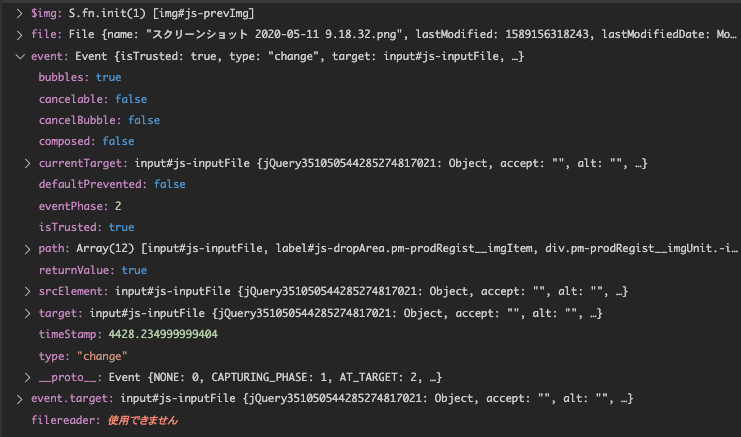 $img: S.fn.init(1) [img#js-prevImg]
file: File {name: "スクリーンショット 2020-05-11 9.18.32.png", lastModified: 1589156318243, lastModifiedDate: Mo…
event: Event {isTrusted: true, type: "change", target: input#js-inputFile, …}
bubbles: true
cancelable: false
cancelBubble: false
composed: false
currentTarget: input#js-inputFile {jQuery351050544285274817021: Object, accept: "", alt: "", …}
defaultPrevented: false
eventPhase: 2
isTrusted: true
path: Array(12) [input#js-inputFile, label#js-dropArea.pm-prodRegist__imgItem, div.pm-prodRegist__imgUnit.-i…
returnValue: true
srcElement: input#js-inputFile {jQuery351050544285274817021: Object, accept: "", alt: "", …}
target: input#js-inputFile {jQuery351050544285274817021: Object, accept: "", alt: "", …}
timeStamp: 4428.234999999404
type: "change"
__proto__: Event {NONE: 0, CAPTURING_PHASE: 1, AT_TARGET: 2, …}
event.target: input#js-inputFile {jQuery351050544285274817021: Object, accept: "", alt: "", …}
filereader: 使用できません